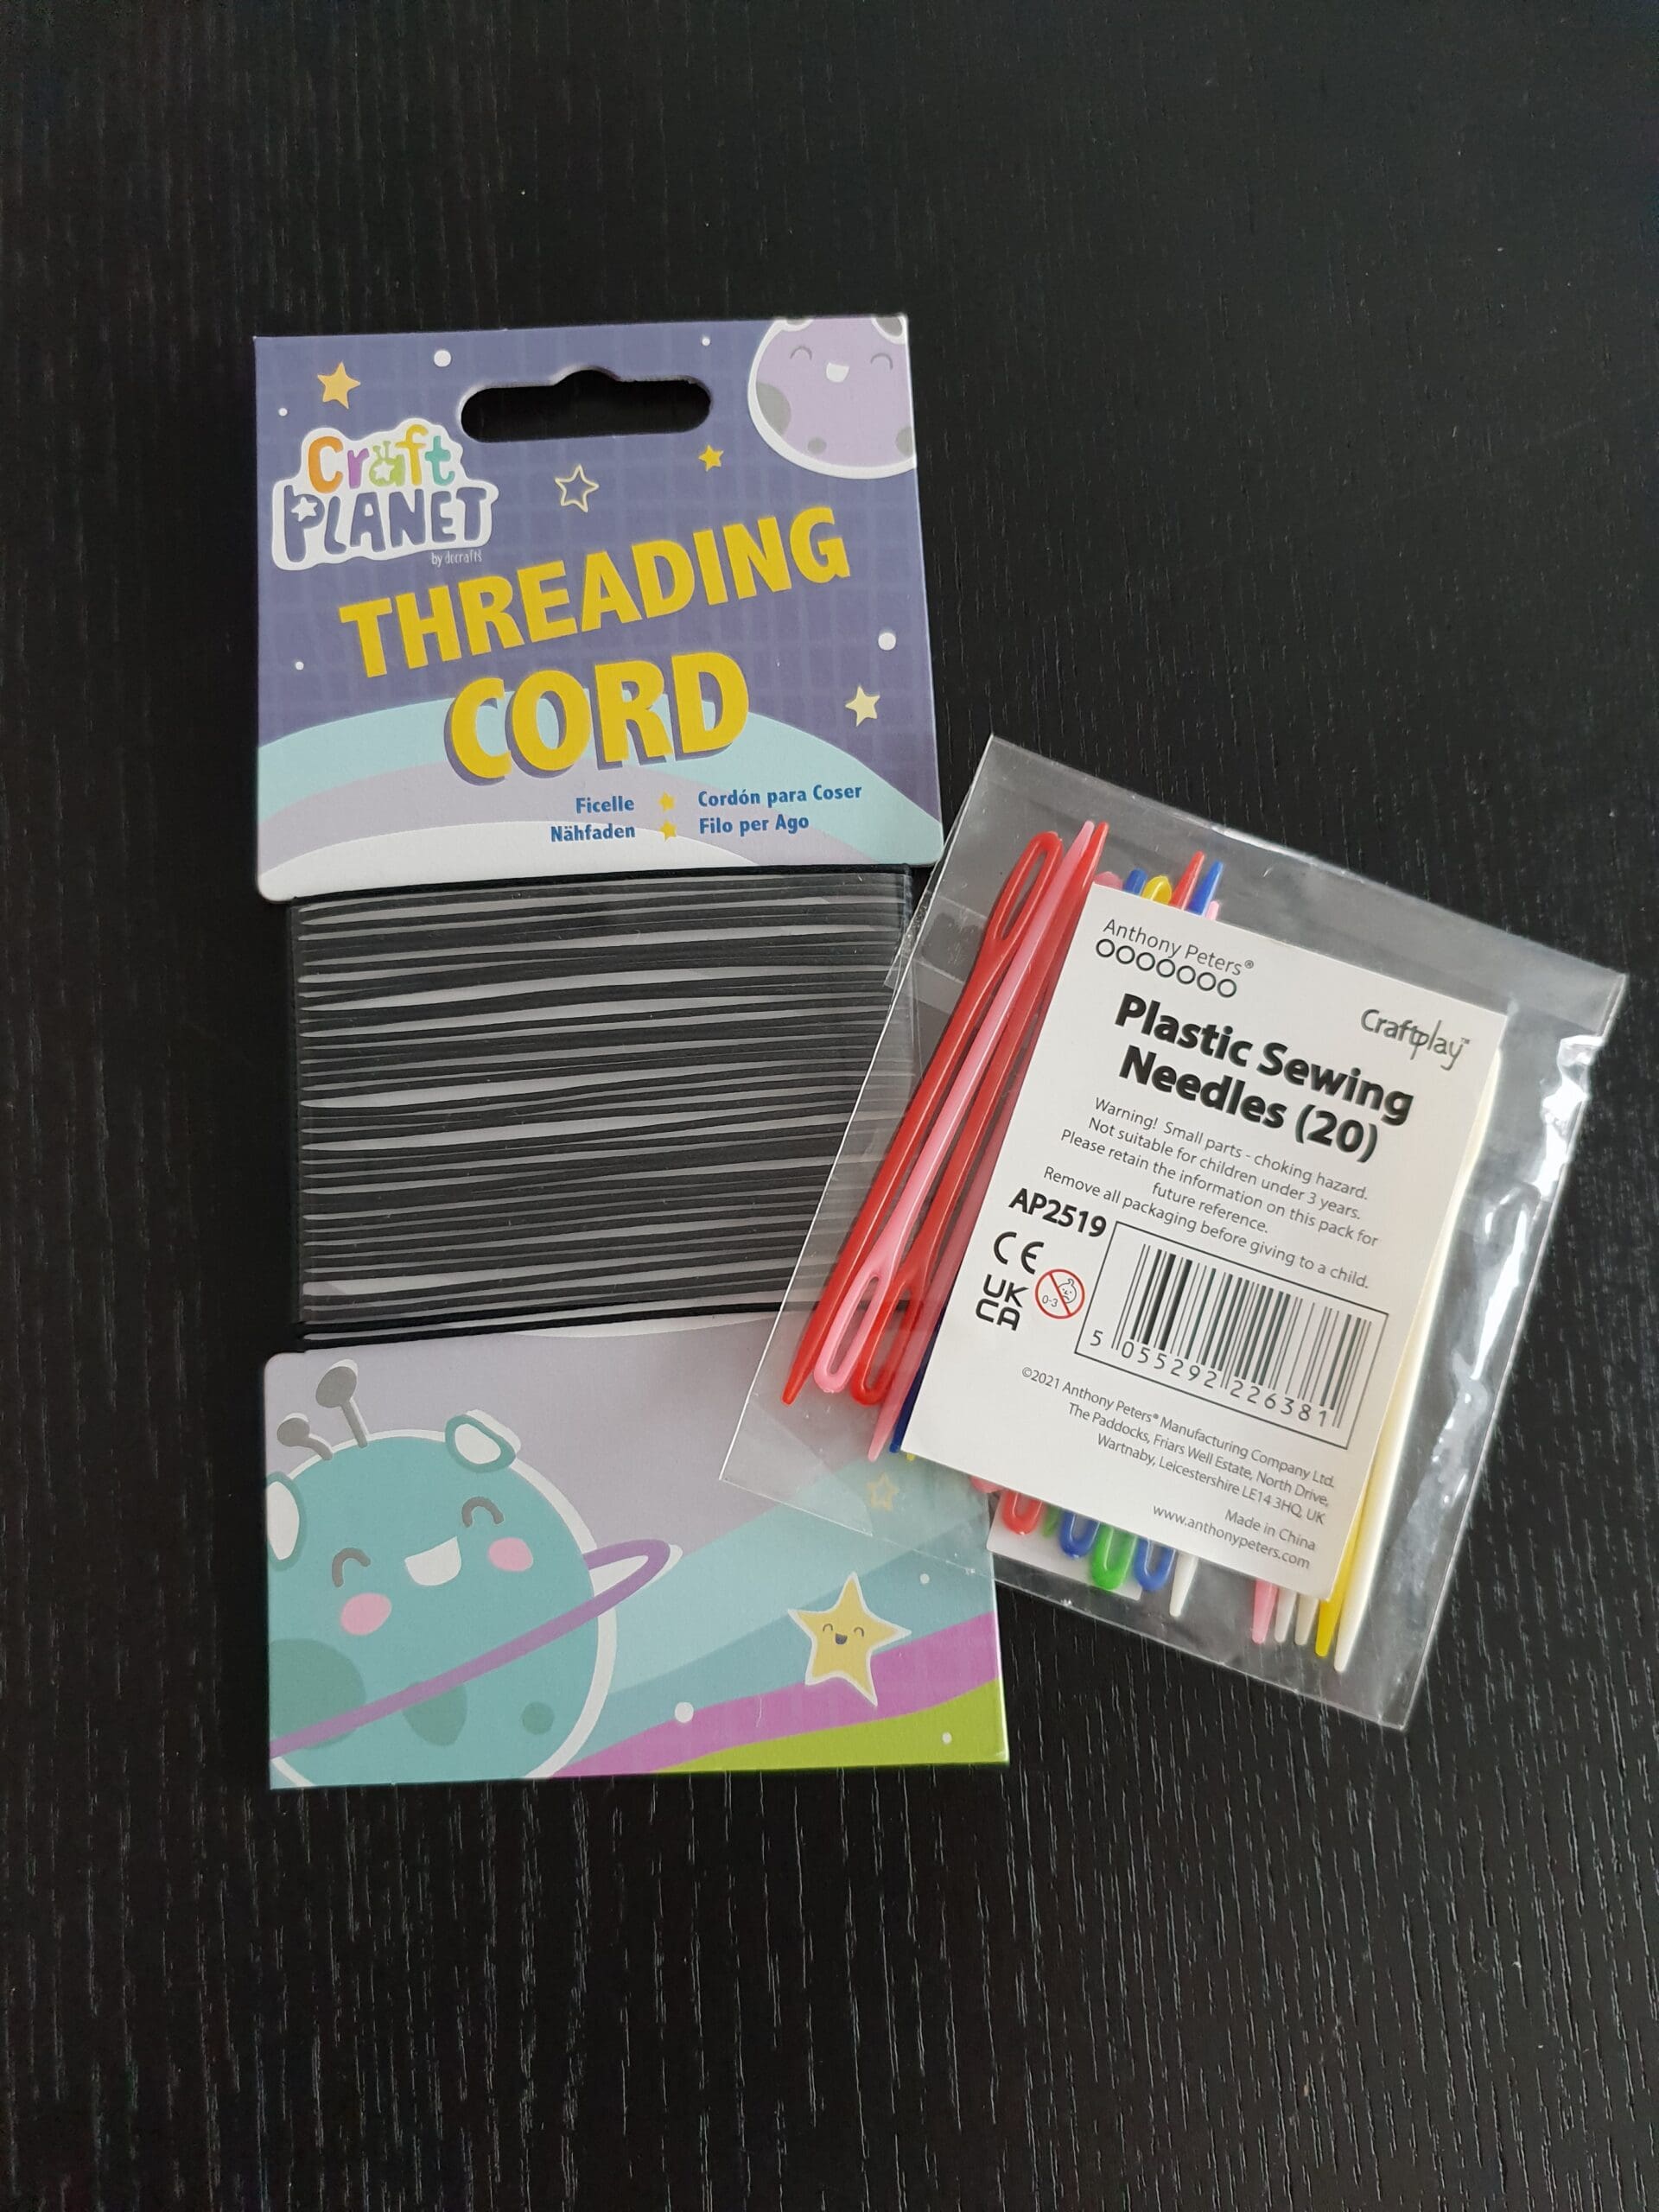 Craft
PLANET
by docrafts
THREADING
CORD
Ficelle ★ Cordón para Coser
Nähfaden ★ Filo per Ago
Anthony Peters®
Craftplay™
Plastic Sewing
Needles (20)
Warning! Small parts - choking hazard.
Not suitable for children under 3 years.
Please retain the information on this pack for
future reference.
Remove all packaging before giving to a child.
AP2519
CE
UK
CA
0-3
5 055292 226381
©2021 Anthony Peters® Manufacturing Company Ltd,
The Paddocks, Friars Well Estate, North Drive,
Wartnaby, Leicestershire LE14 3HQ, UK
Made in China
www.anthonypeters.com